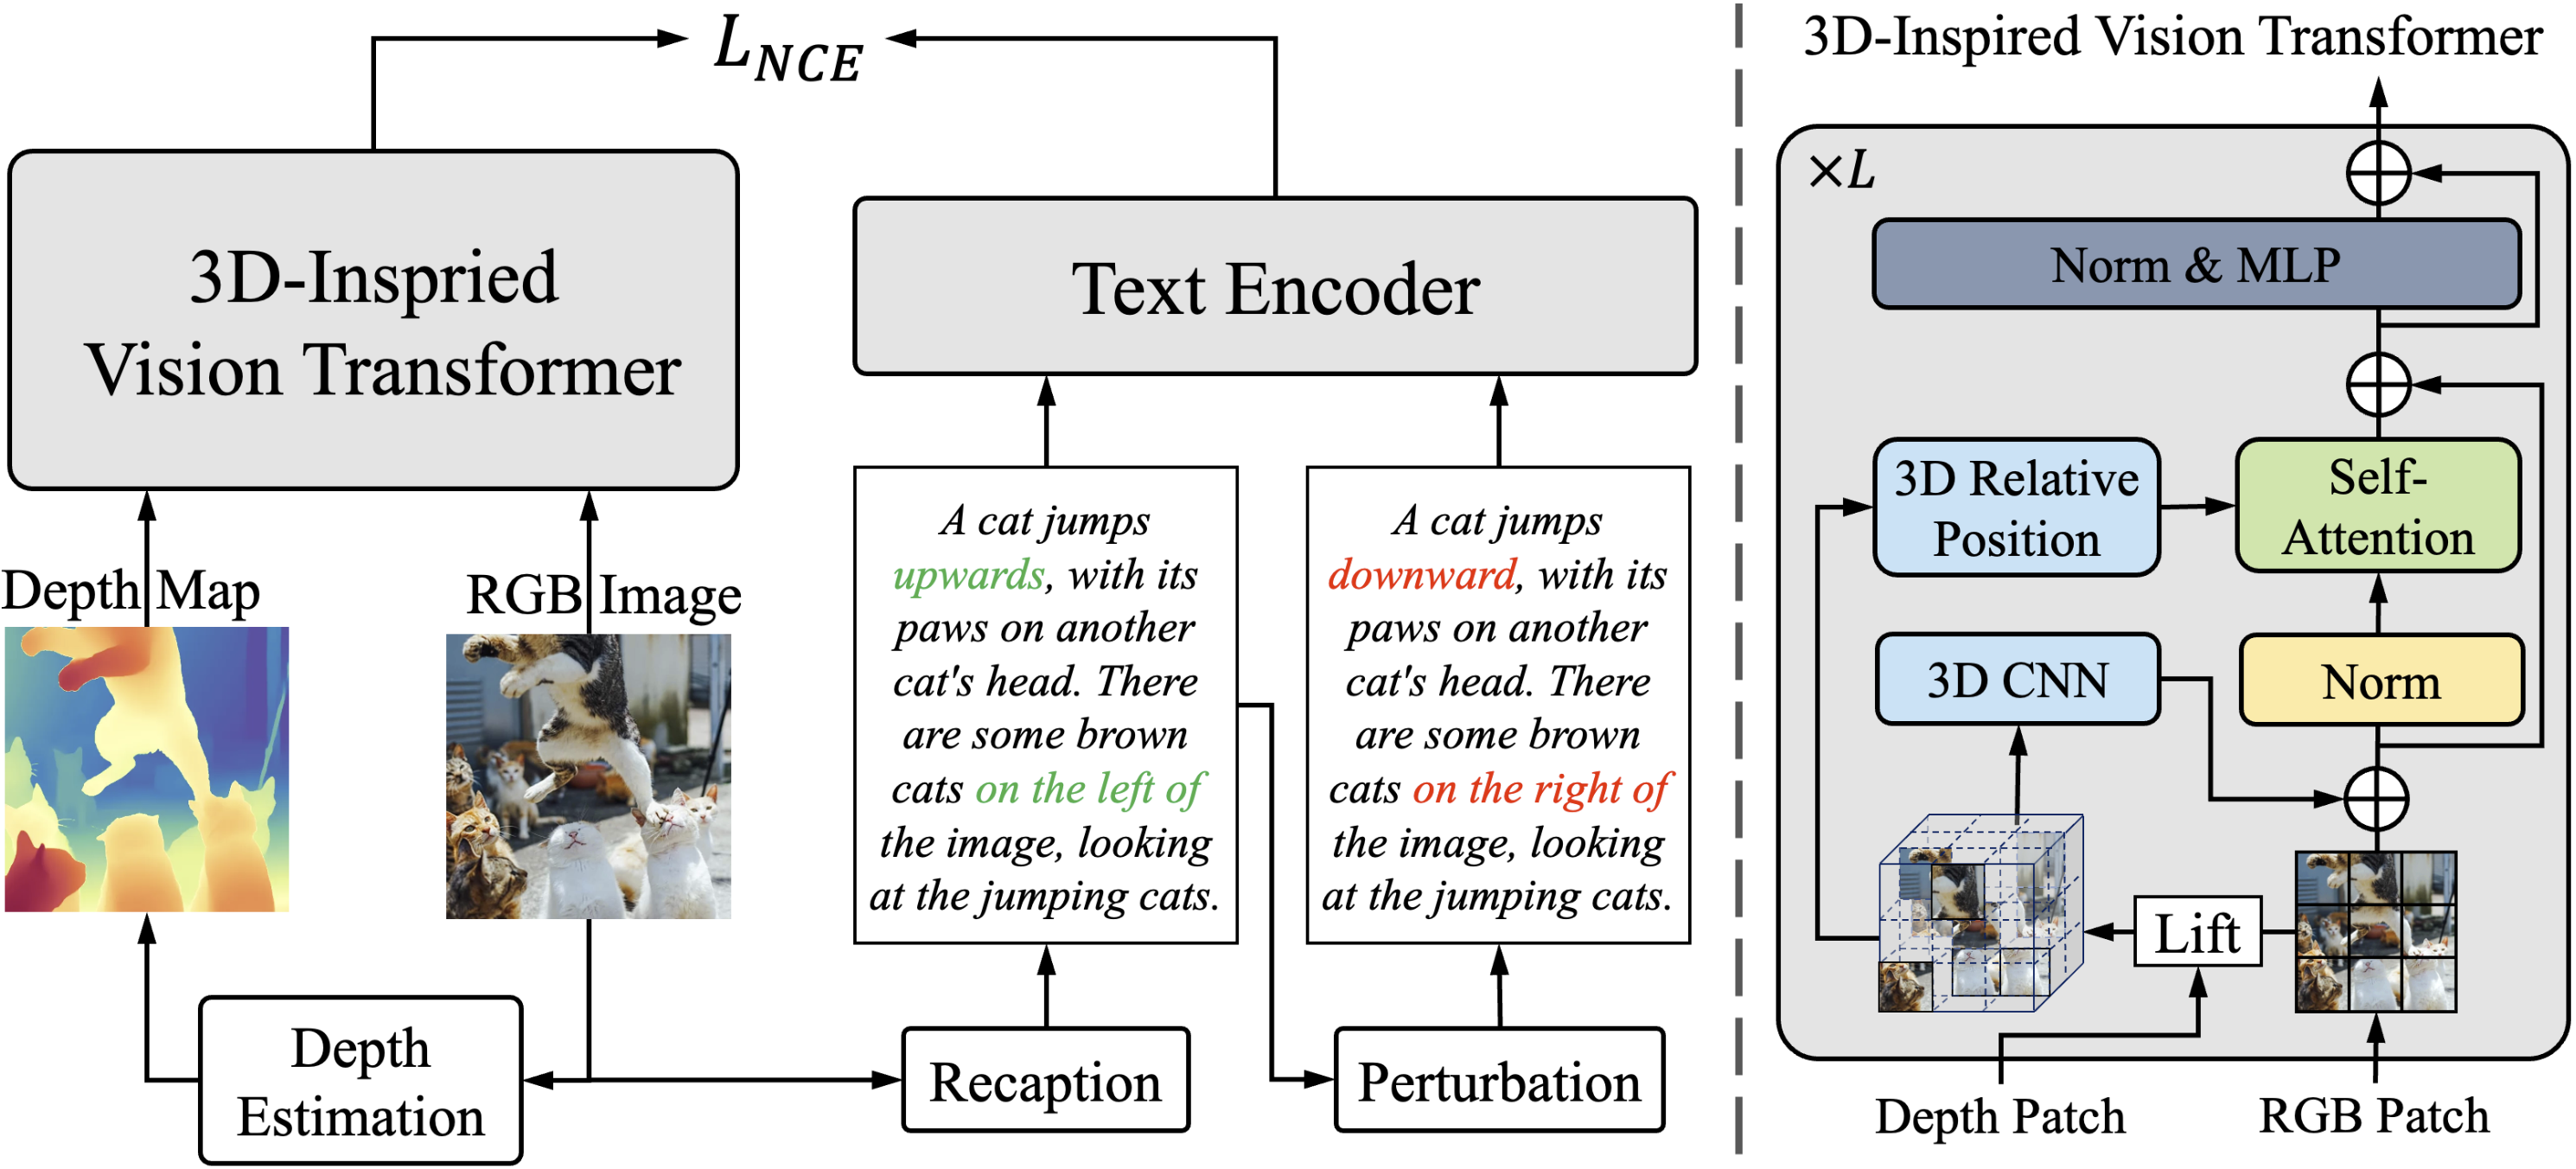 L_NCE
3D-Inspried
Vision Transformer
Text Encoder
Depth Map
RGB Image
A cat jumps
upwards, with its
paws on another
cat's head. There
are some brown
cats on the left of
the image, looking
at the jumping cats.
A cat jumps
downward, with its
paws on another
cat's head. There
are some brown
cats on the right of
the image, looking
at the jumping cats.
Depth
Estimation
Recaption
Perturbation
3D-Inspired Vision Transformer
×L
Norm & MLP
3D Relative
Position
Self-
Attention
3D CNN
Norm
Lift
Depth Patch
RGB Patch